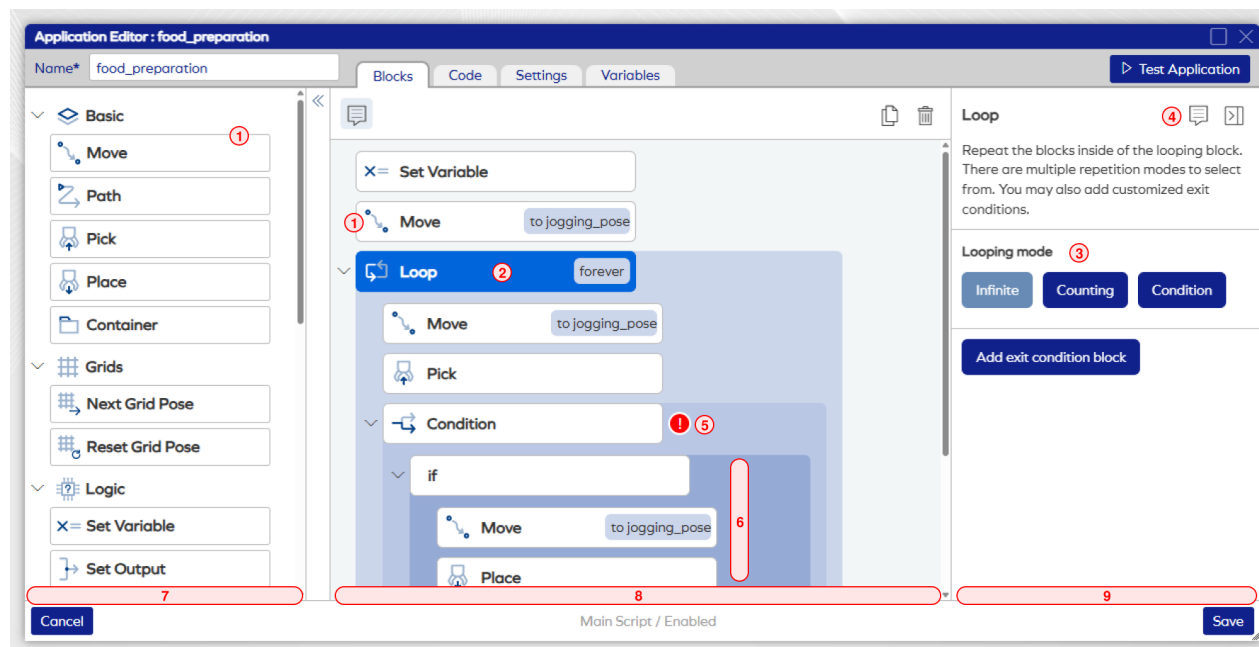 Application Editor : food_preparation
Name* food_preparation
Blocks Code Settings Variables
Test Application
Basic
1
Move
Path
Pick
Place
Container
Grids
Next Grid Pose
Reset Grid Pose
Logic
Set Variable
Set Output
7
Set Variable
1 Move to jogging_pose
Loop 2 forever
Move to jogging_pose
Pick
Condition ! 5
if
Move to jogging_pose
6
Place
8
Loop 4
Repeat the blocks inside of the looping block.
There are multiple repetition modes to select
from. You may also add customized exit
conditions.
Looping mode 3
Infinite Counting Condition
Add exit condition block
9
Cancel Main Script / Enabled Save